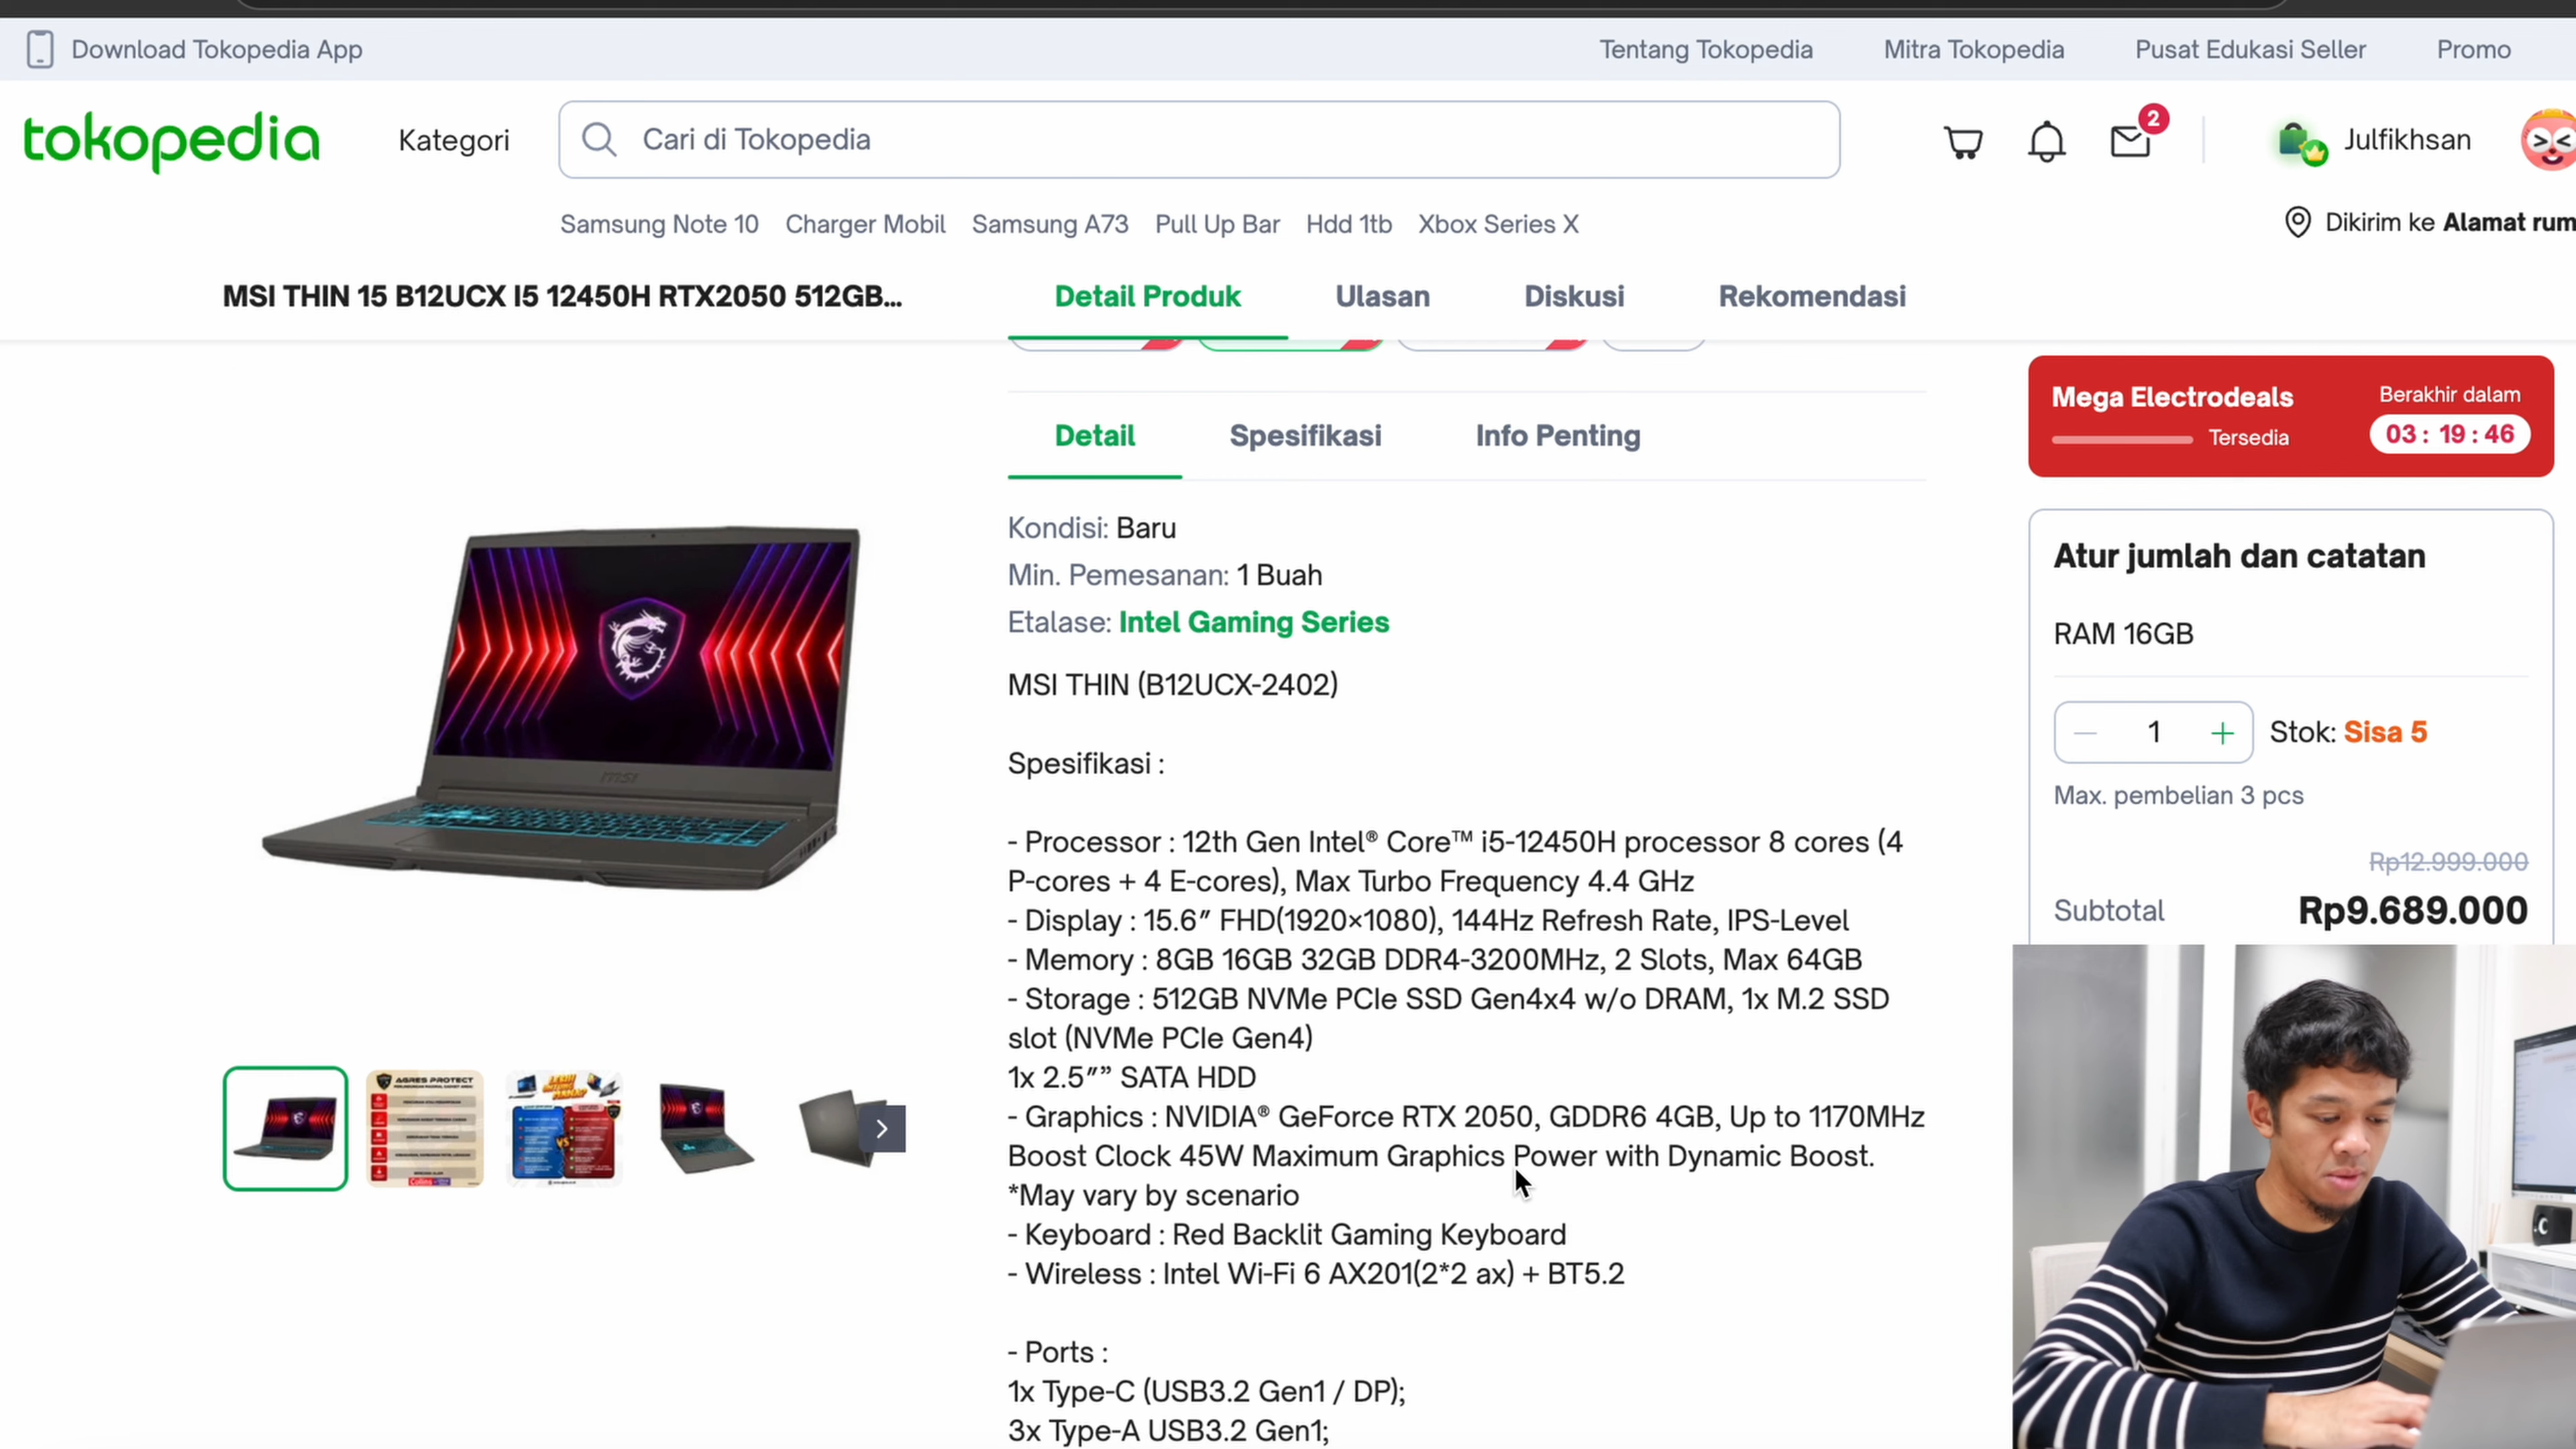 Download Tokopedia App
Tentang Tokopedia
Mitra Tokopedia
Pusat Edukasi Seller
Promo
tokopedia
Kategori
Cari di Tokopedia
2
Julfikhsan
Samsung Note 10
Charger Mobil
Samsung A73
Pull Up Bar
Hdd 1tb
Xbox Series X
Dikirim ke Alamat rum
MSI THIN 15 B12UCX I5 12450H RTX2050 512GB...
Detail Produk
Ulasan
Diskusi
Rekomendasi
Detail
Spesifikasi
Info Penting
Kondisi: Baru
Min. Pemesanan: 1 Buah
Etalase: Intel Gaming Series
MSI THIN (B12UCX-2402)
Spesifikasi :
- Processor : 12th Gen Intel® Core™ i5-12450H processor 8 cores (4
P-cores + 4 E-cores), Max Turbo Frequency 4.4 GHz
- Display : 15.6″ FHD(1920×1080), 144Hz Refresh Rate, IPS-Level
- Memory : 8GB 16GB 32GB DDR4-3200MHz, 2 Slots, Max 64GB
- Storage : 512GB NVMe PCIe SSD Gen4x4 w/o DRAM, 1x M.2 SSD
slot (NVMe PCIe Gen4)
1x 2.5″” SATA HDD
- Graphics : NVIDIA® GeForce RTX 2050, GDDR6 4GB, Up to 1170MHz
Boost Clock 45W Maximum Graphics Power with Dynamic Boost.
*May vary by scenario
- Keyboard : Red Backlit Gaming Keyboard
- Wireless : Intel Wi-Fi 6 AX201(2*2 ax) + BT5.2
- Ports :
1x Type-C (USB3.2 Gen1 / DP);
3x Type-A USB3.2 Gen1;
Mega Electrodeals
Berakhir dalam
Tersedia
03 : 19 : 46
Atur jumlah dan catatan
RAM 16GB
1
Stok: Sisa 5
Max. pembelian 3 pcs
Rp12.999.000
Subtotal
Rp9.689.000
msi
AGRES PROTECT
VS